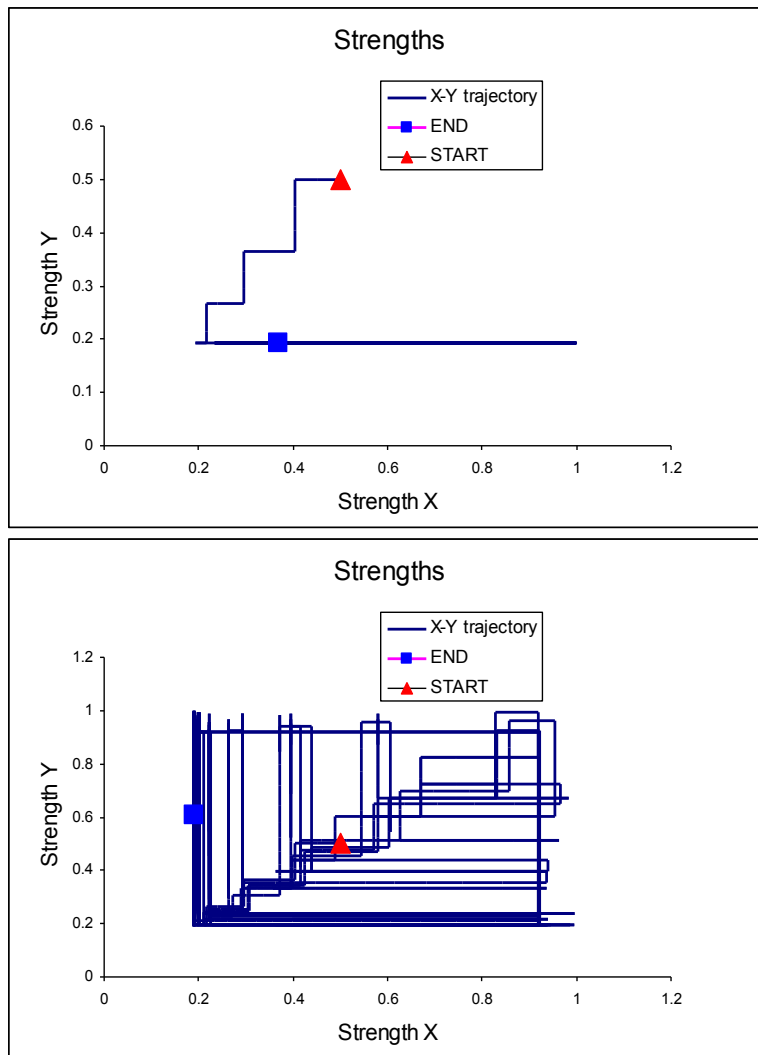 Strengths
X-Y trajectory
END
START
0.6
0.5
0.4
0.3
0.2
0.1
0
Strength Y
0 0.2 0.4 0.6 0.8 1 1.2
Strength X
Strengths
X-Y trajectory
END
START
1.2
1
0.8
0.6
0.4
0.2
0
Strength Y
0 0.2 0.4 0.6 0.8 1 1.2
Strength X